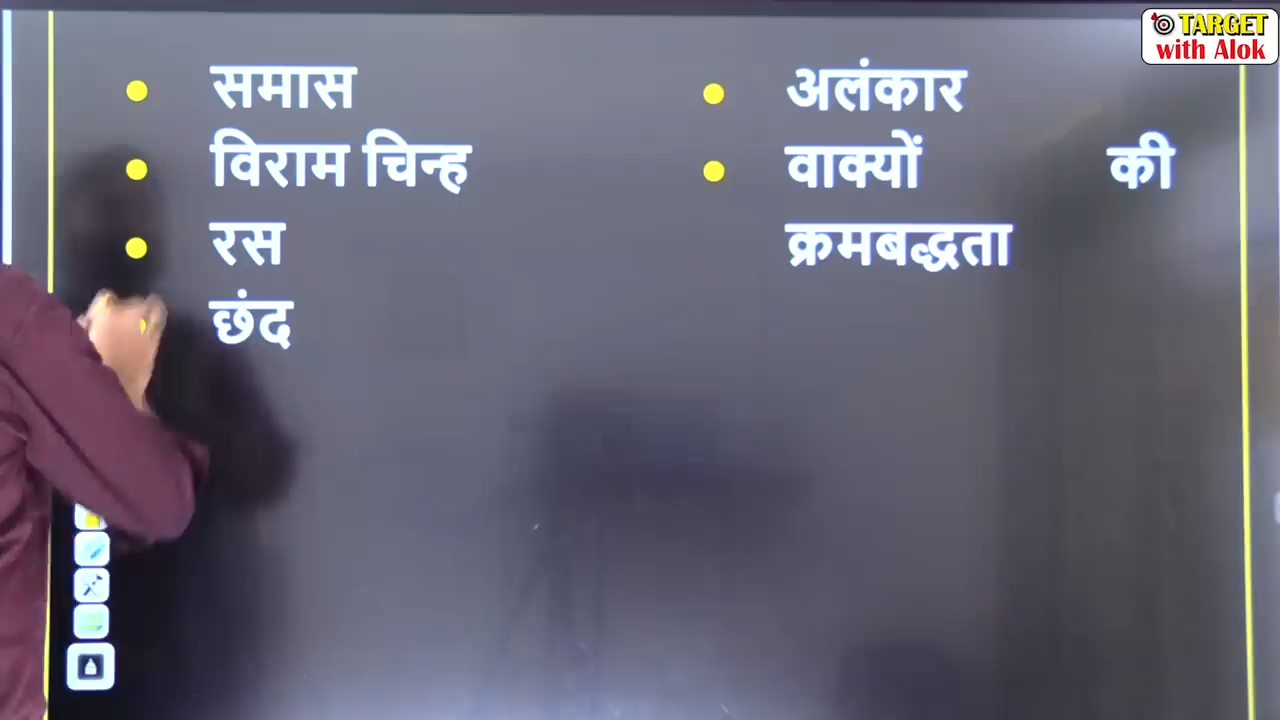 TARGET
with Alok
समास
विराम चिन्ह
रस
छंद
अलंकार
वाक्यों की
क्रमबद्धता